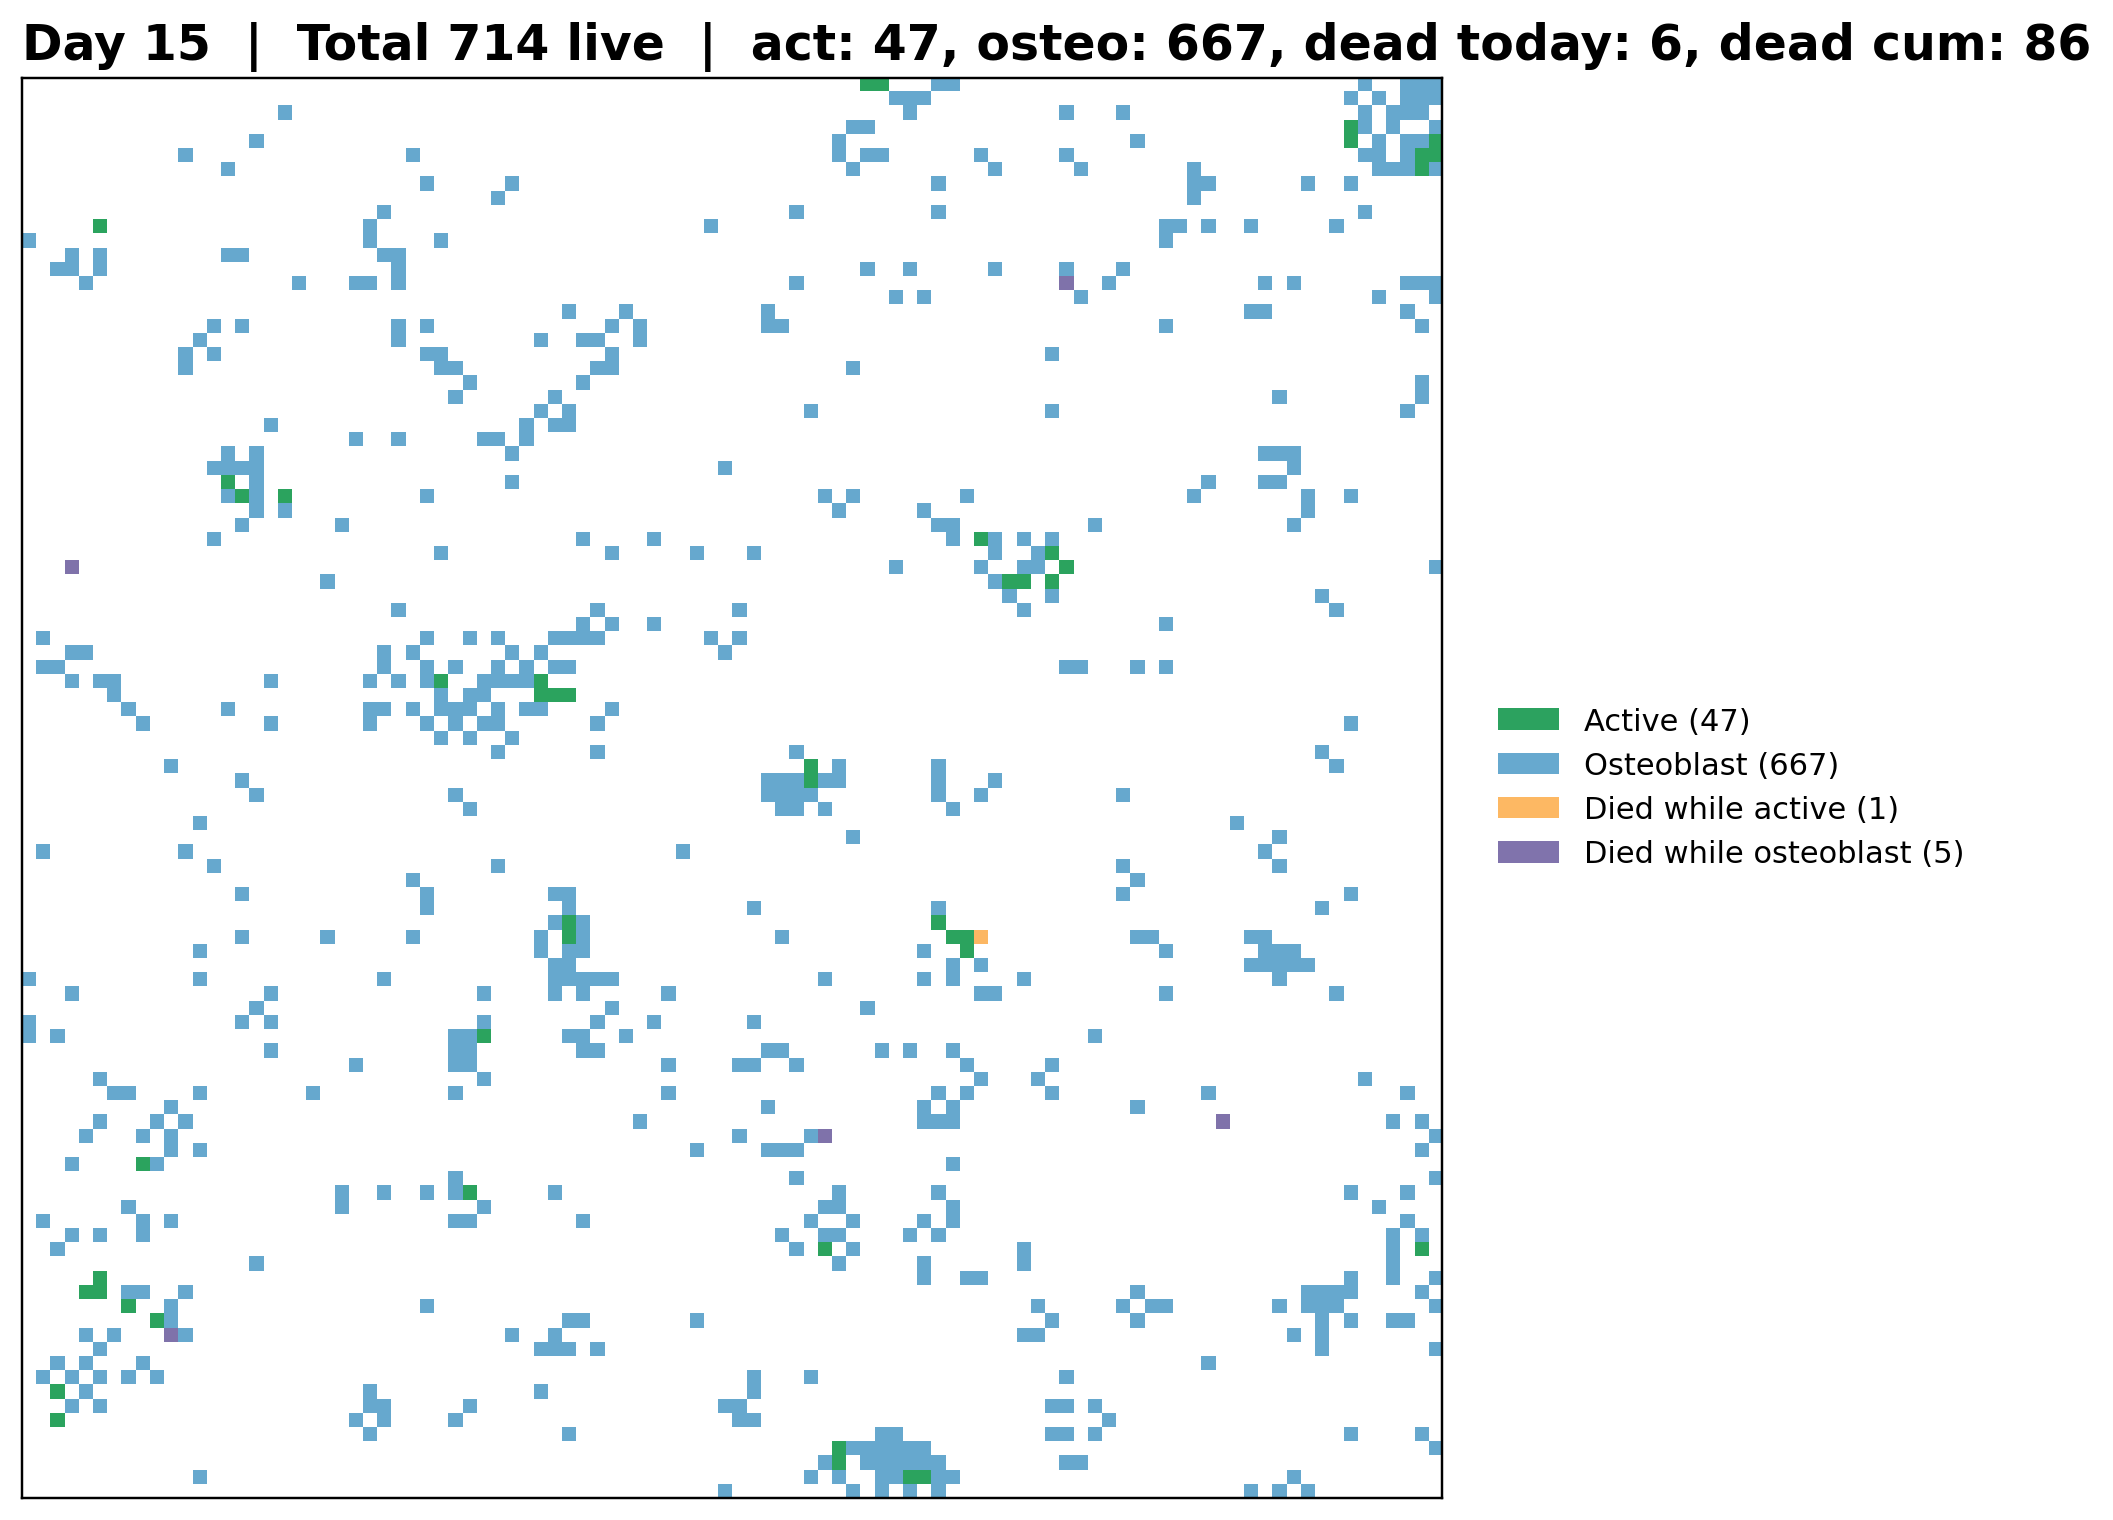 Day 15 | Total 714 live | act: 47, osteo: 667, dead today: 6, dead cum: 86
Active (47)
Osteoblast (667)
Died while active (1)
Died while osteoblast (5)